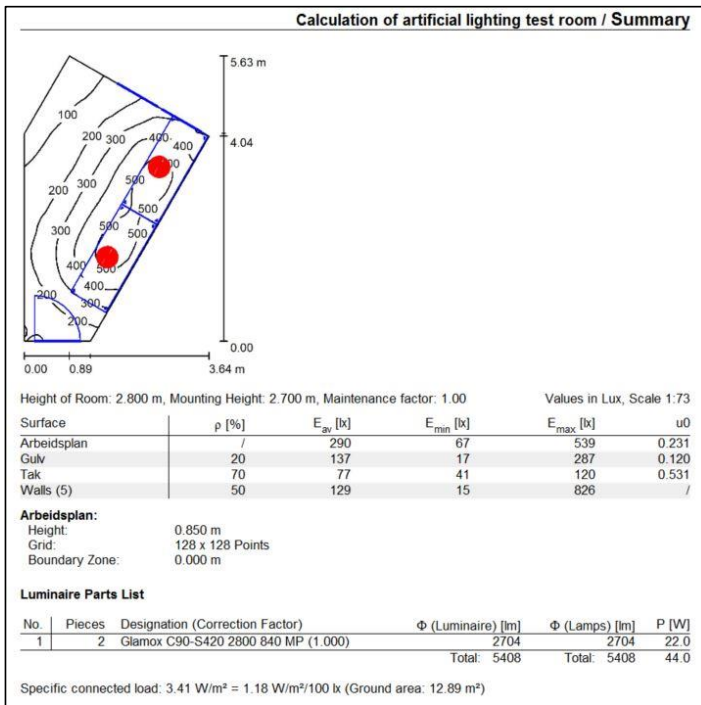 Calculation of artificial lighting test room / Summary
5.63 m
100
200 300 400 400
4.04
200
500
300
500
500
300
500
500
400
500
400
200
300
200
0.00
0.00 0.89 3.64 m
Height of Room: 2.800 m, Mounting Height: 2.700 m, Maintenance factor: 1.00 Values in Lux, Scale 1:73
Surface ρ [%] Eav [lx] Emin [lx] Emax [lx] u0
Arbeidsplan / 290 67 539 0.231
Gulv 20 137 17 287 0.120
Tak 70 77 41 120 0.531
Walls (5) 50 129 15 826 /
Arbeidsplan:
Height: 0.850 m
Grid: 128 x 128 Points
Boundary Zone: 0.000 m
Luminaire Parts List
No. Pieces Designation (Correction Factor) Φ (Luminaire) [lm] Φ (Lamps) [lm] P [W]
1 2 Glamox C90-S420 2800 840 MP (1.000) 2704 2704 22.0
Total: 5408 Total: 5408 44.0
Specific connected load: 3.41 W/m² = 1.18 W/m²/100 lx (Ground area: 12.89 m²)